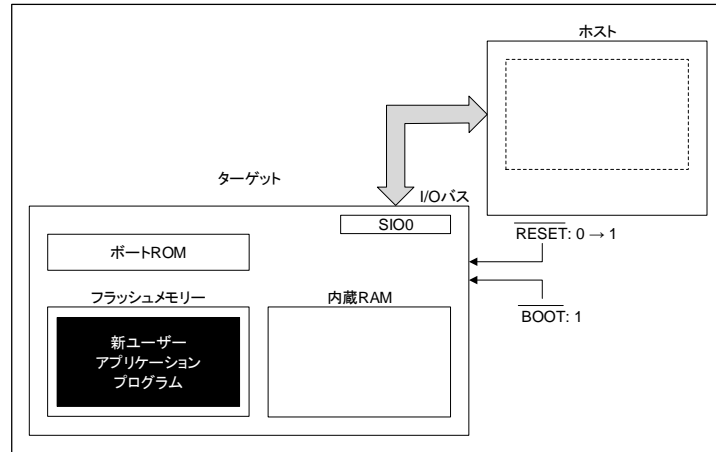 ホスト
ターゲット
I/Oバス
SIO0
ボートROM
RESET: 0 → 1
フラッシュメモリー
内蔵RAM
BOOT: 1
新ユーザー
アプリケーション
プログラム